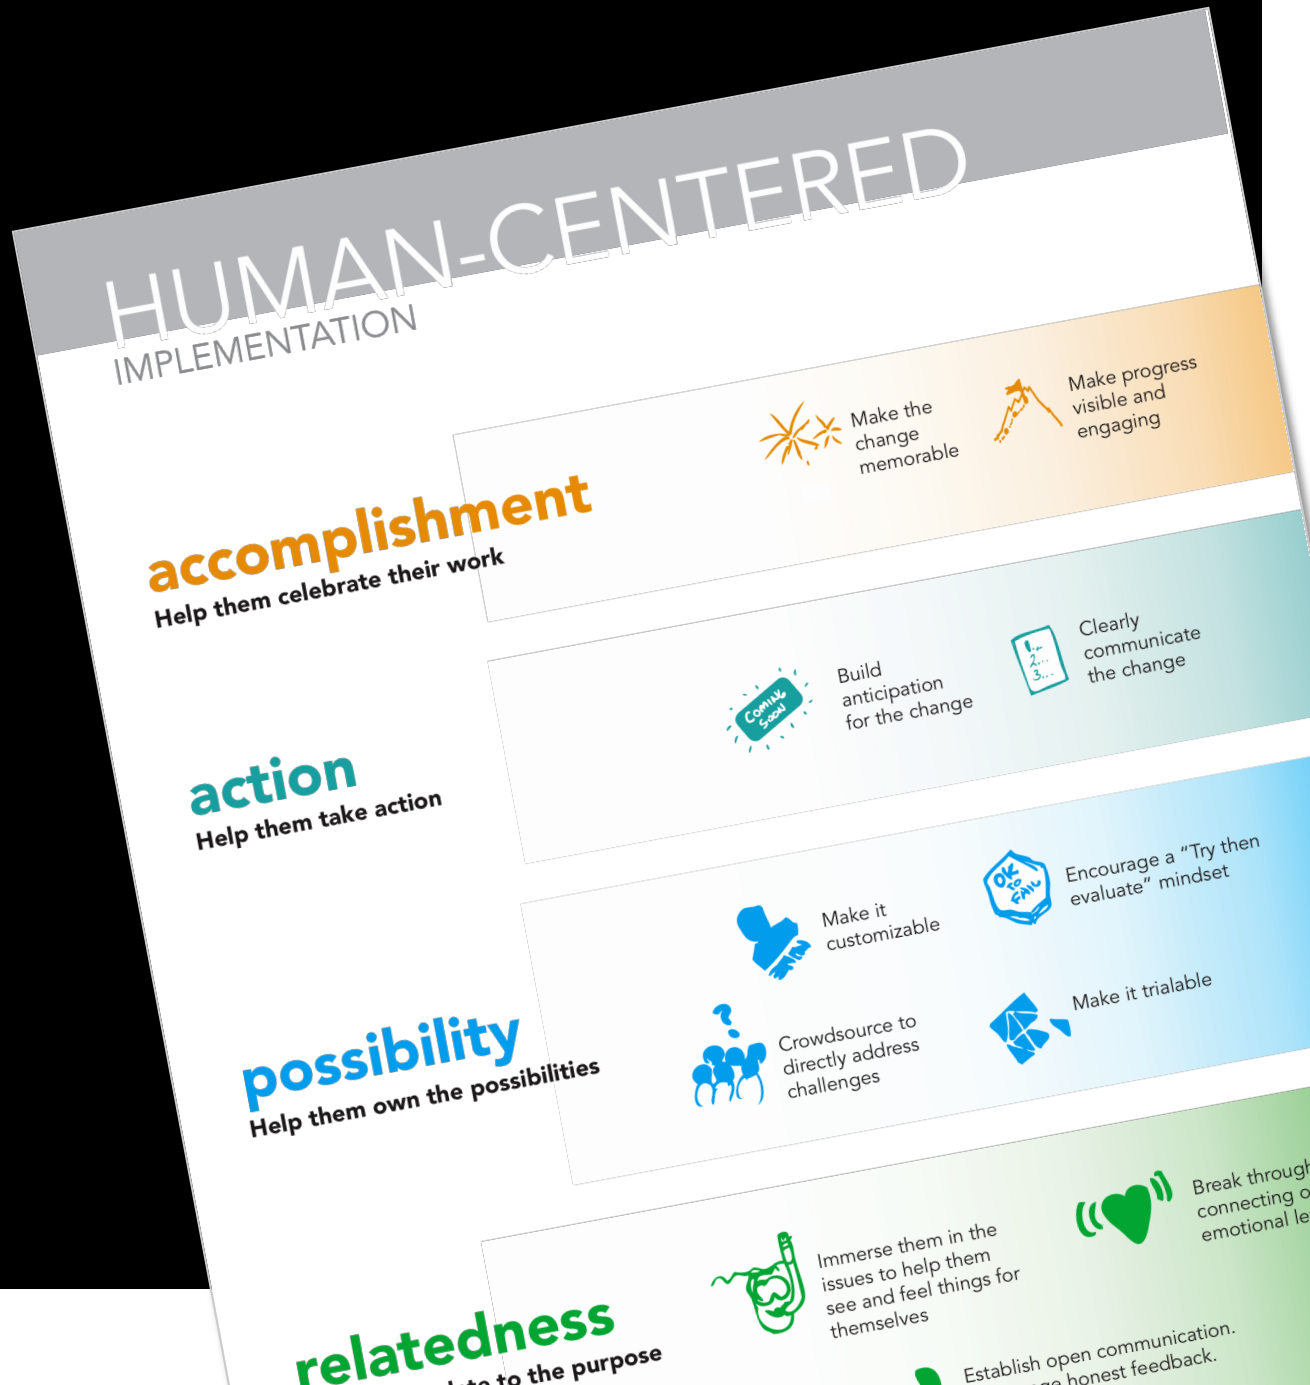 HUMAN-CENTERED
IMPLEMENTATION
accomplishment
Help them celebrate their work
Make the
change
memorable
Make progress
visible and
engaging
action
Help them take action
COMING
SOON
Build
anticipation
for the change
1...
2...
3...
Clearly
communicate
the change
possibility
Help them own the possibilities
Make it
customizable
OK
TO
FAIL
Encourage a “Try then
evaluate” mindset
?
Crowdsource to
directly address
challenges
Make it trialable
relatedness
to the purpose
Immerse them in the
issues to help them
see and feel things for
themselves
Break through
connecting
emotional
Establish open communication.
honest feedback.